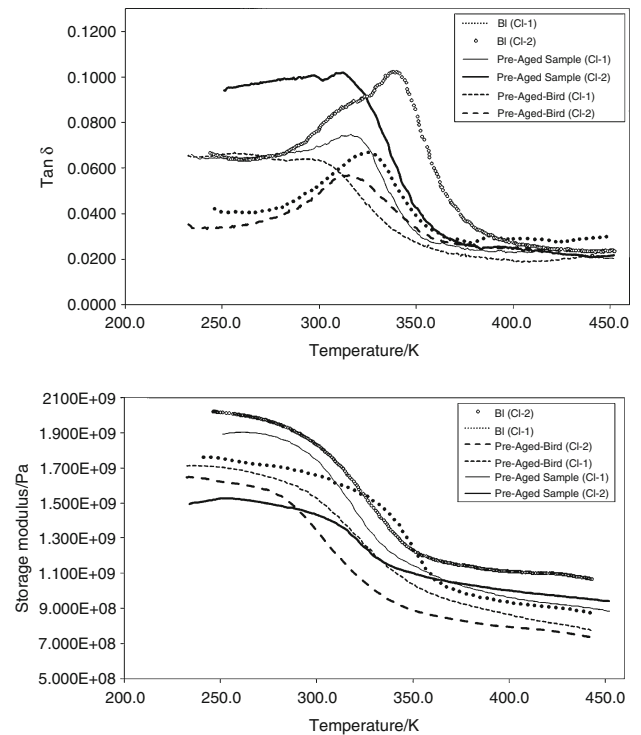 0.1200
0.1000
0.0800
0.0600
0.0400
0.0200
0.0000
Tan δ
200.0
250.0
300.0
350.0
400.0
450.0
Temperature/K
Bl (Cl-1)
Bl (Cl-2)
Pre-Aged Sample (Cl-1)
Pre-Aged Sample (Cl-2)
Pre-Aged-Bird (Cl-1)
Pre-Aged-Bird (Cl-2)
2100E+09
1.900E+09
1.700E+09
1.500E+09
1.300E+09
1.100E+09
9.000E+08
7.000E+08
5.000E+08
Storage modulus/Pa
200.0
250.0
300.0
350.0
400.0
450.0
Temperature/K
Bl (Cl-2)
Bl (Cl-1)
Pre-Aged-Bird (Cl-2)
Pre-Aged-Bird (Cl-1)
Pre-Aged Sample (Cl-1)
Pre-Aged Sample (Cl-2)